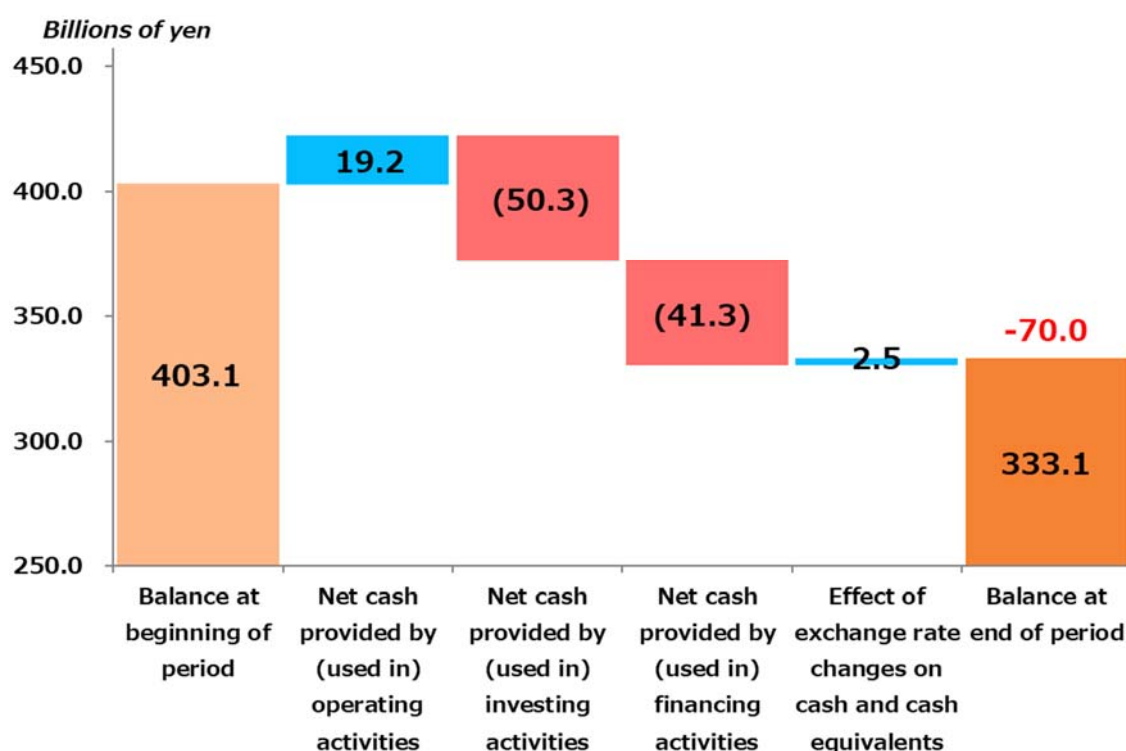 Billions of yen
450.0
400.0
350.0
300.0
250.0
403.1
19.2
(50.3)
(41.3)
2.5
-70.0
333.1
Balance at
beginning of
period
Net cash
provided by
(used in)
operating
activities
Net cash
provided by
(used in)
investing
activities
Net cash
provided by
(used in)
financing
activities
Effect of
exchange rate
changes on
cash and cash
equivalents
Balance at
end of period